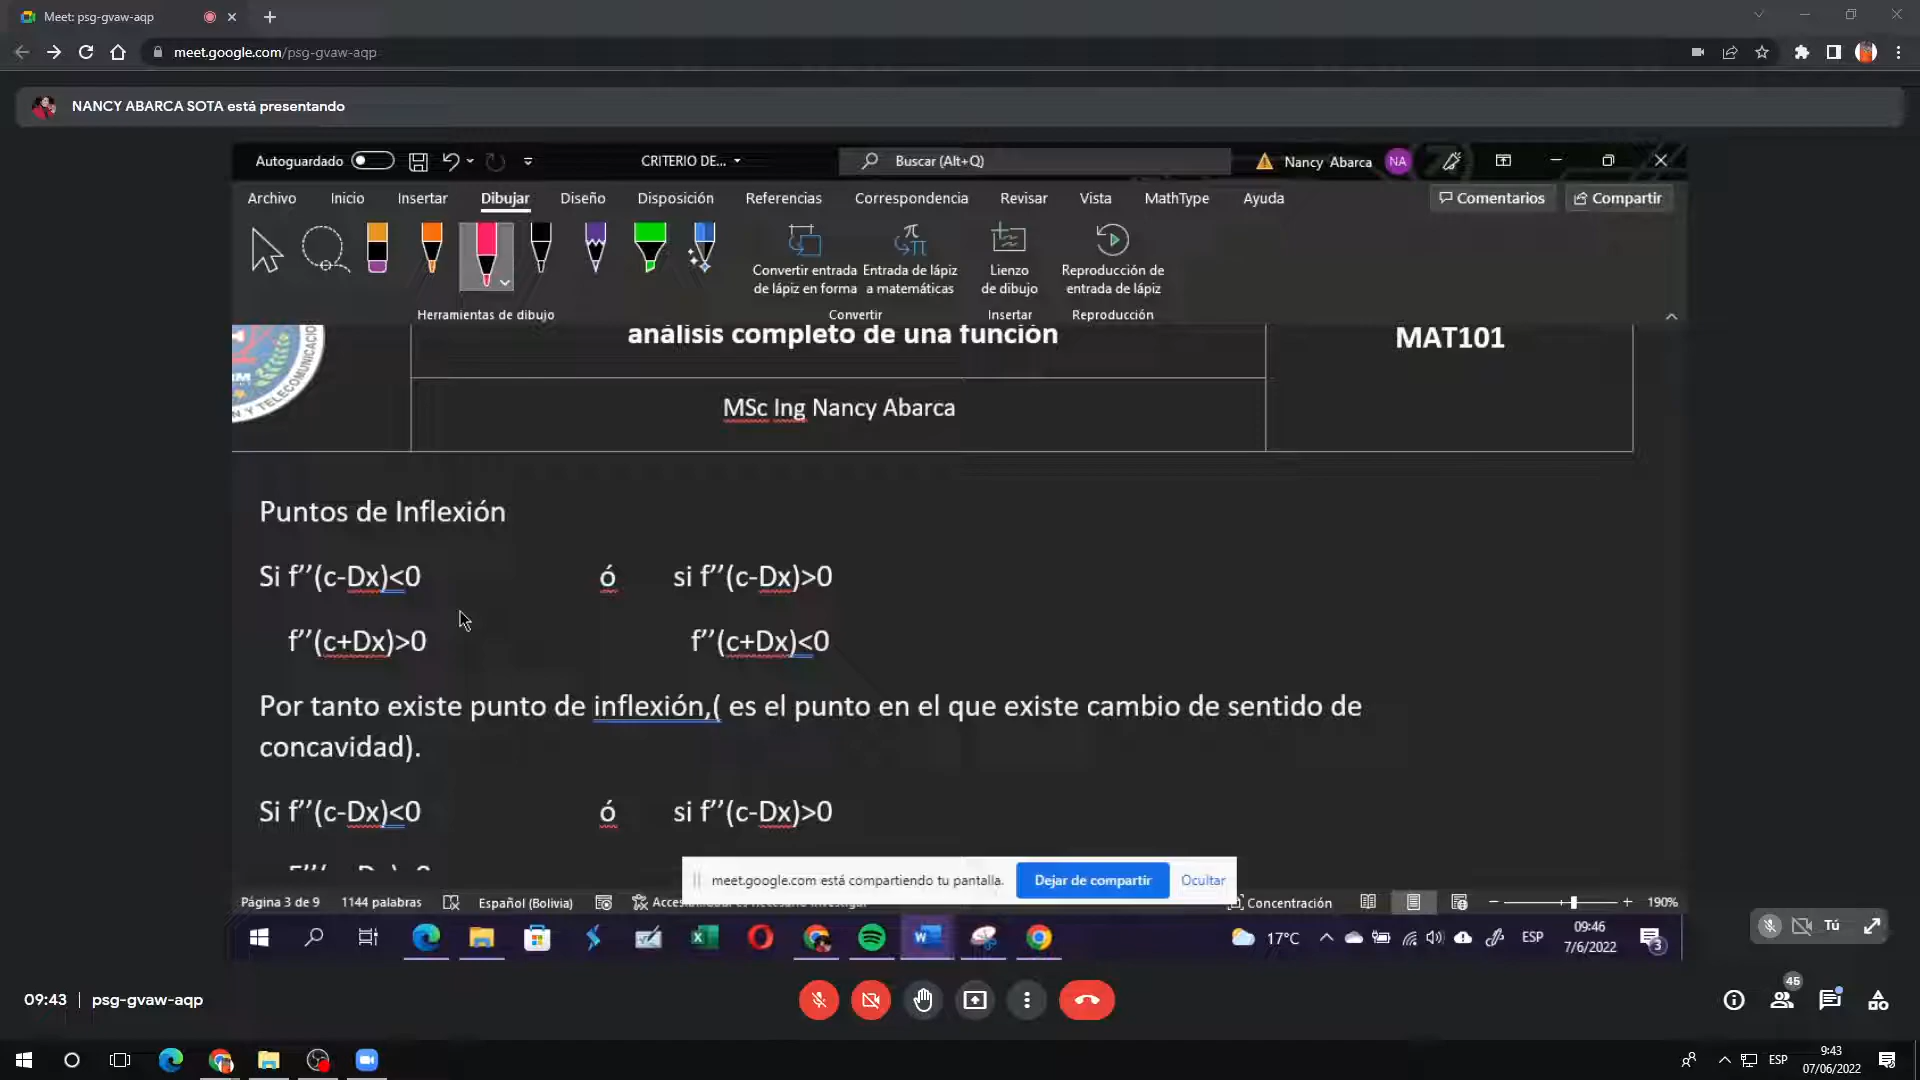 Meet: psg-gvaw-aqp
meet.google.com/psg-gvaw-aqp
NANCY ABARCA SOTA está presentando
Autoguardado CRITERIO DE... Buscar (Alt+Q) Nancy Abarca NA
Archivo Inicio Insertar Dibujar Diseño Disposición Referencias Correspondencia Revisar Vista MathType Ayuda Comentarios Compartir
Convertir entrada de lápiz en forma
Entrada de lápiz a matemáticas
Lienzo de dibujo
Reproducción de entrada de lápiz
Herramientas de dibujo Convertir Insertar Reproducción
análisis completo de una función MAT101
MSc Ing Nancy Abarca
Puntos de Inflexión
Si f’’(c-Dx)<0 ó si f’’(c-Dx)>0
f’’(c+Dx)>0 f’’(c+Dx)<0
Por tanto existe punto de inflexión,( es el punto en el que existe cambio de sentido de
concavidad).
Si f’’(c-Dx)<0 ó si f’’(c-Dx)>0
meet.google.com está compartiendo tu pantalla. Dejar de compartir Ocultar
Página 3 de 9 1144 palabras Español (Bolivia) Concentración 190%
17°C ESP 09:46
7/6/2022 3
Tú
09:43 | psg-gvaw-aqp 45
ESP 9:43
07/06/2022